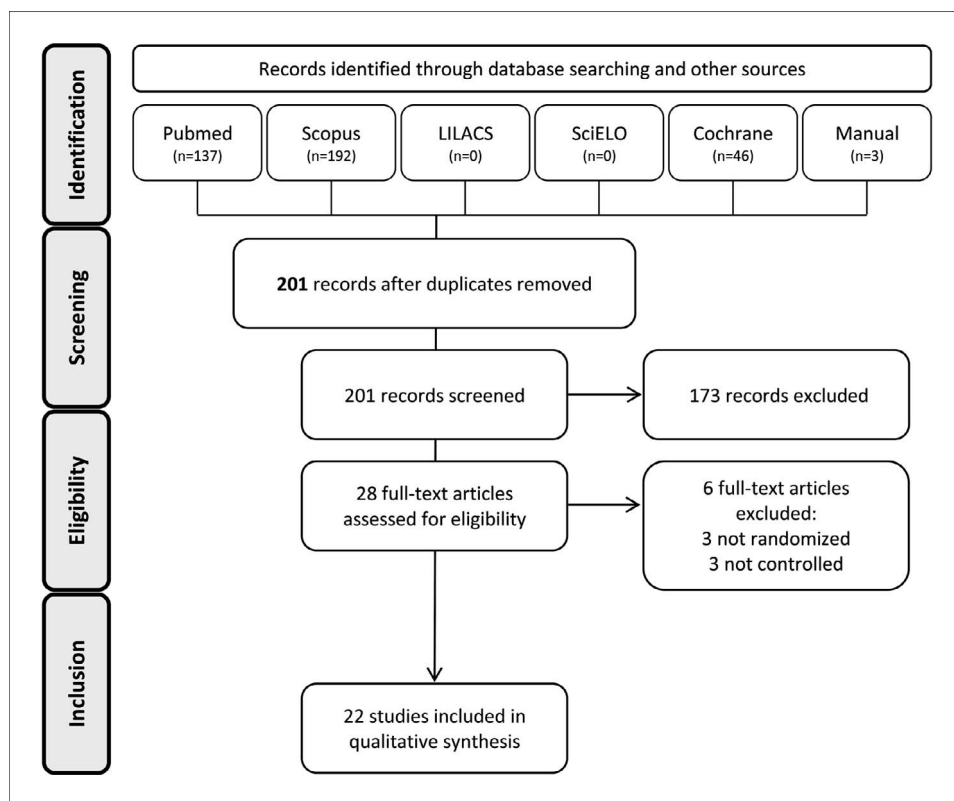 Identification
Records identified through database searching and other sources
Pubmed
(n=137)
Scopus
(n=192)
LILACS
(n=0)
SciELO
(n=0)
Cochrane
(n=46)
Manual
(n=3)
Screening
201 records after duplicates removed
201 records screened
173 records excluded
Eligibility
28 full-text articles
assessed for eligibility
6 full-text articles
excluded:
3 not randomized
3 not controlled
Inclusion
22 studies included in
qualitative synthesis